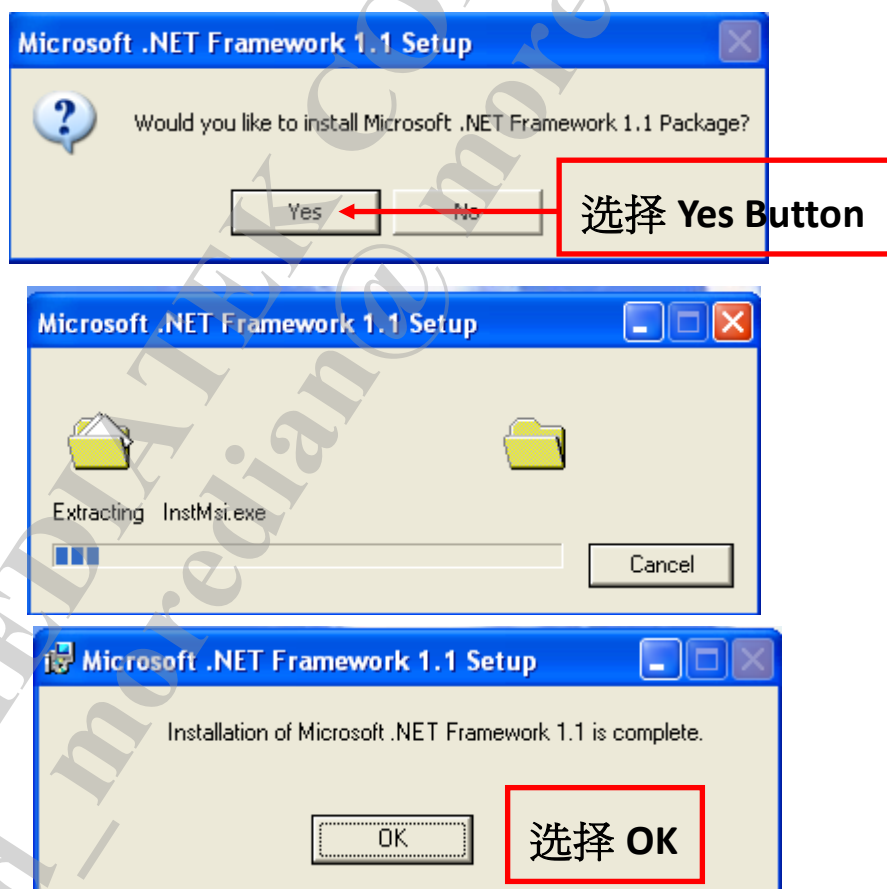 Microsoft .NET Framework 1.1 Setup
Would you like to install Microsoft .NET Framework 1.1 Package?
Yes
No
选择 Yes Button
Microsoft .NET Framework 1.1 Setup
Extracting InstMsi.exe
Cancel
Microsoft .NET Framework 1.1 Setup
Installation of Microsoft .NET Framework 1.1 is complete.
OK
选择 OK